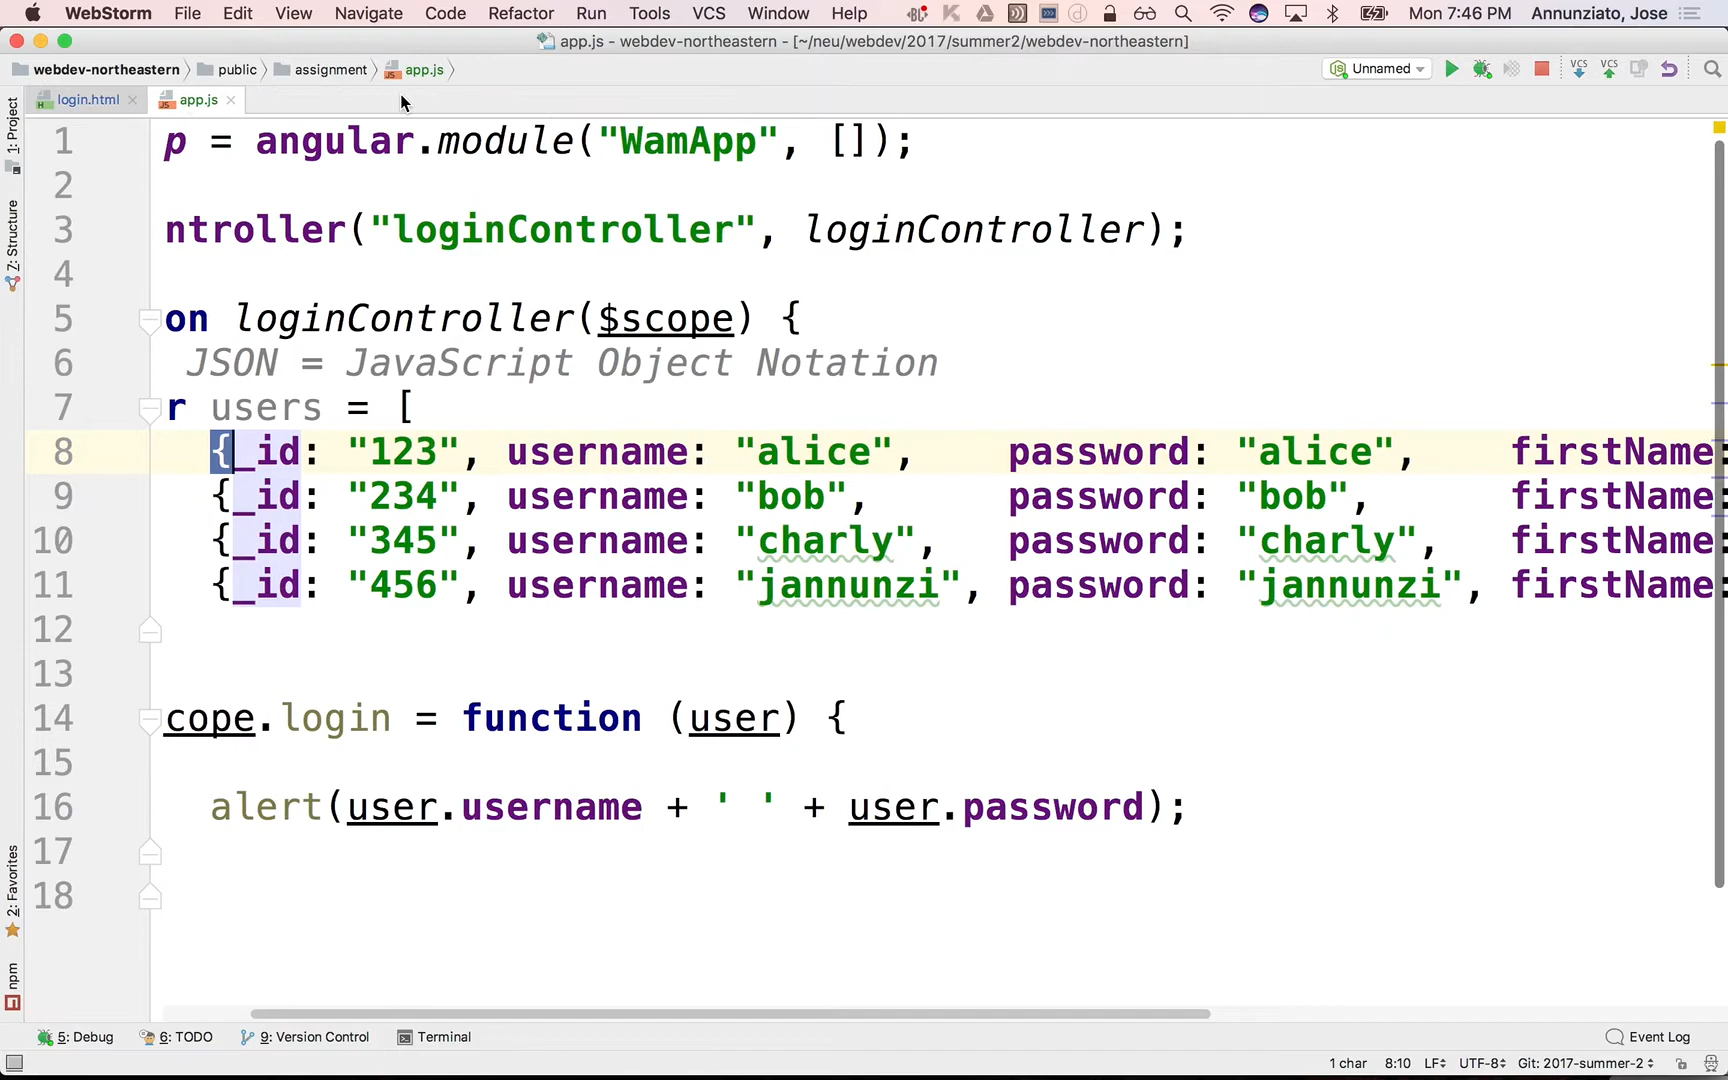 WebStorm File Edit View Navigate Code Refactor Run Tools VCS Window Help Mon 7:46 PM Annunziato, Jose
app.js - webdev-northeastern - [~/neu/webdev/2017/summer2/webdev-northeastern]
webdev-northeastern public assignment app.js Unnamed VCS VCS
login.html app.js
1: Project
7: Structure
2: Favorites
npm
1 p = angular.module("WamApp", []);
2
3 ntroller("loginController", loginController);
4
5 on loginController($scope) {
6 JSON = JavaScript Object Notation
7 r users = [
8 {_id: "123", username: "alice", password: "alice", firstName:
9 {_id: "234", username: "bob", password: "bob", firstName:
10 {_id: "345", username: "charly", password: "charly", firstName:
11 {_id: "456", username: "jannunzi", password: "jannunzi", firstName:
12
13
14 cope.login = function (user) {
15
16 alert(user.username + ' ' + user.password);
17
18
5: Debug 6: TODO 9: Version Control Terminal Event Log
1 char 8:10 LF UTF-8 Git: 2017-summer-2